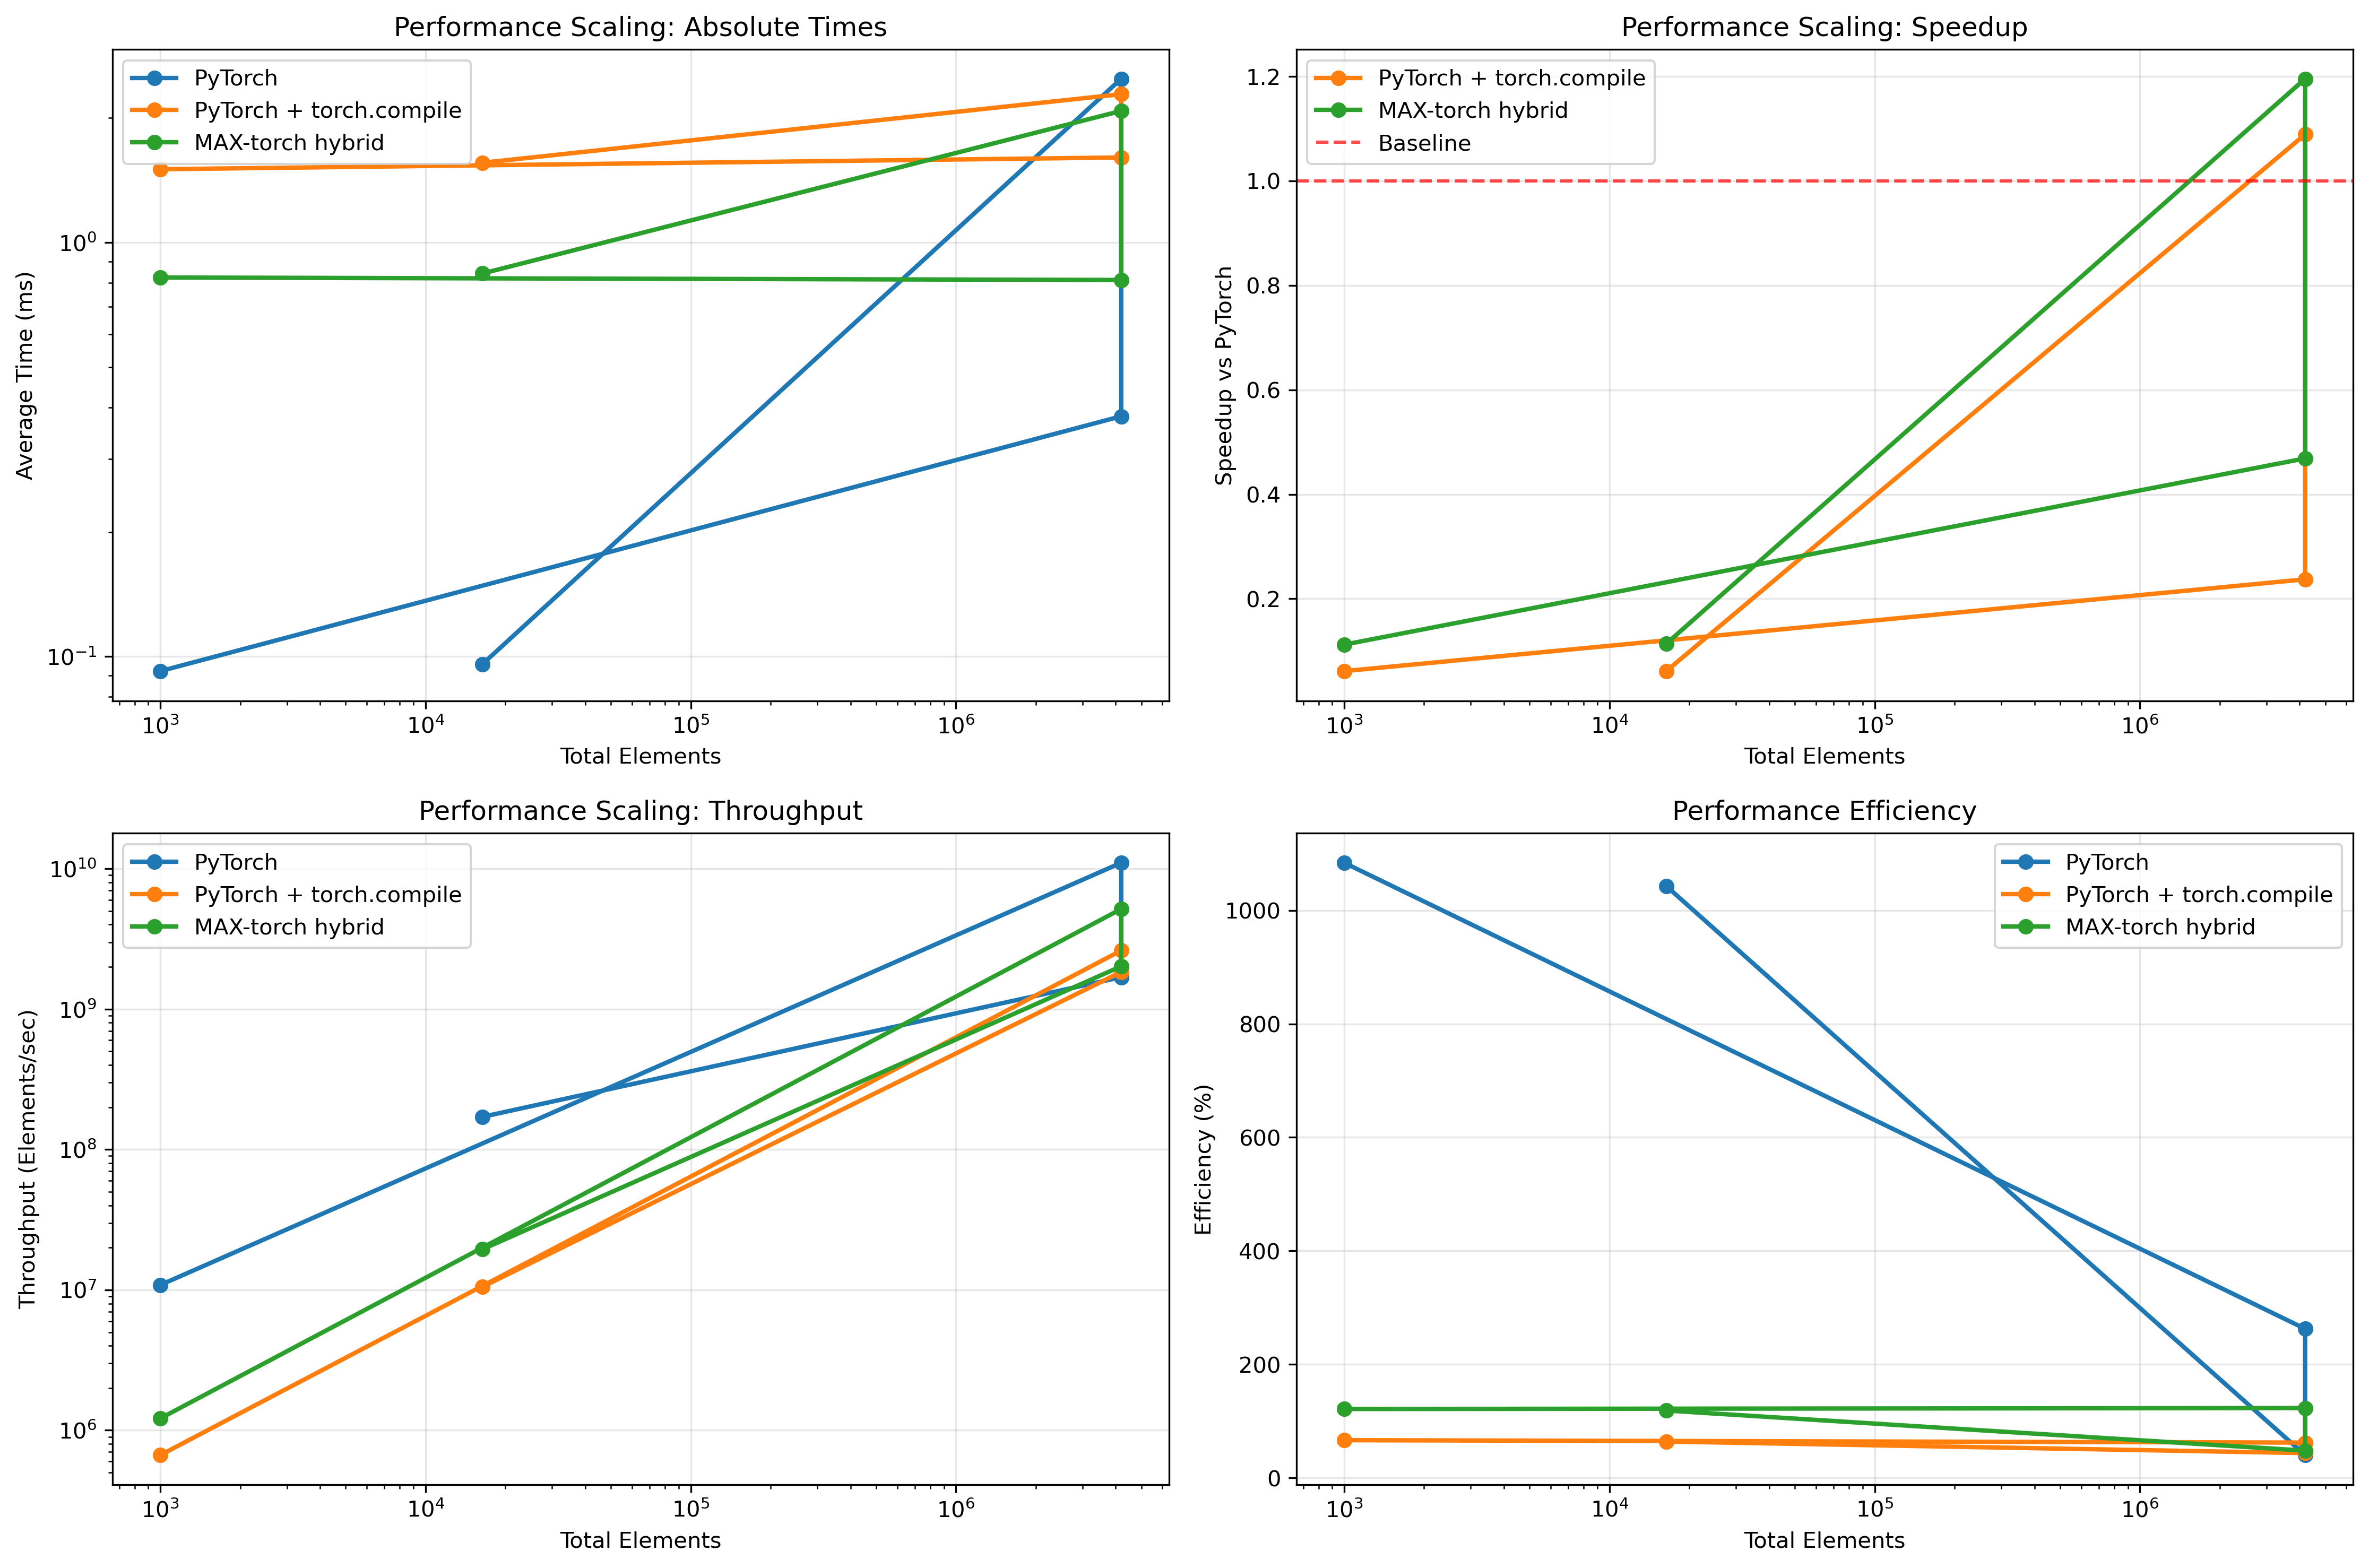 Performance Scaling: Absolute Times
PyTorch
PyTorch + torch.compile
MAX-torch hybrid
Average Time (ms)
10⁰
10⁻¹
10³ 10⁴ 10⁵ 10⁶
Total Elements
Performance Scaling: Speedup
PyTorch + torch.compile
MAX-torch hybrid
Baseline
Speedup vs PyTorch
1.2
1.0
0.8
0.6
0.4
0.2
10³ 10⁴ 10⁵ 10⁶
Total Elements
Performance Scaling: Throughput
PyTorch
PyTorch + torch.compile
MAX-torch hybrid
Throughput (Elements/sec)
10¹⁰
10⁹
10⁸
10⁷
10⁶
10³ 10⁴ 10⁵ 10⁶
Total Elements
Performance Efficiency
PyTorch
PyTorch + torch.compile
MAX-torch hybrid
Efficiency (%)
1000
800
600
400
200
0
10³ 10⁴ 10⁵ 10⁶
Total Elements